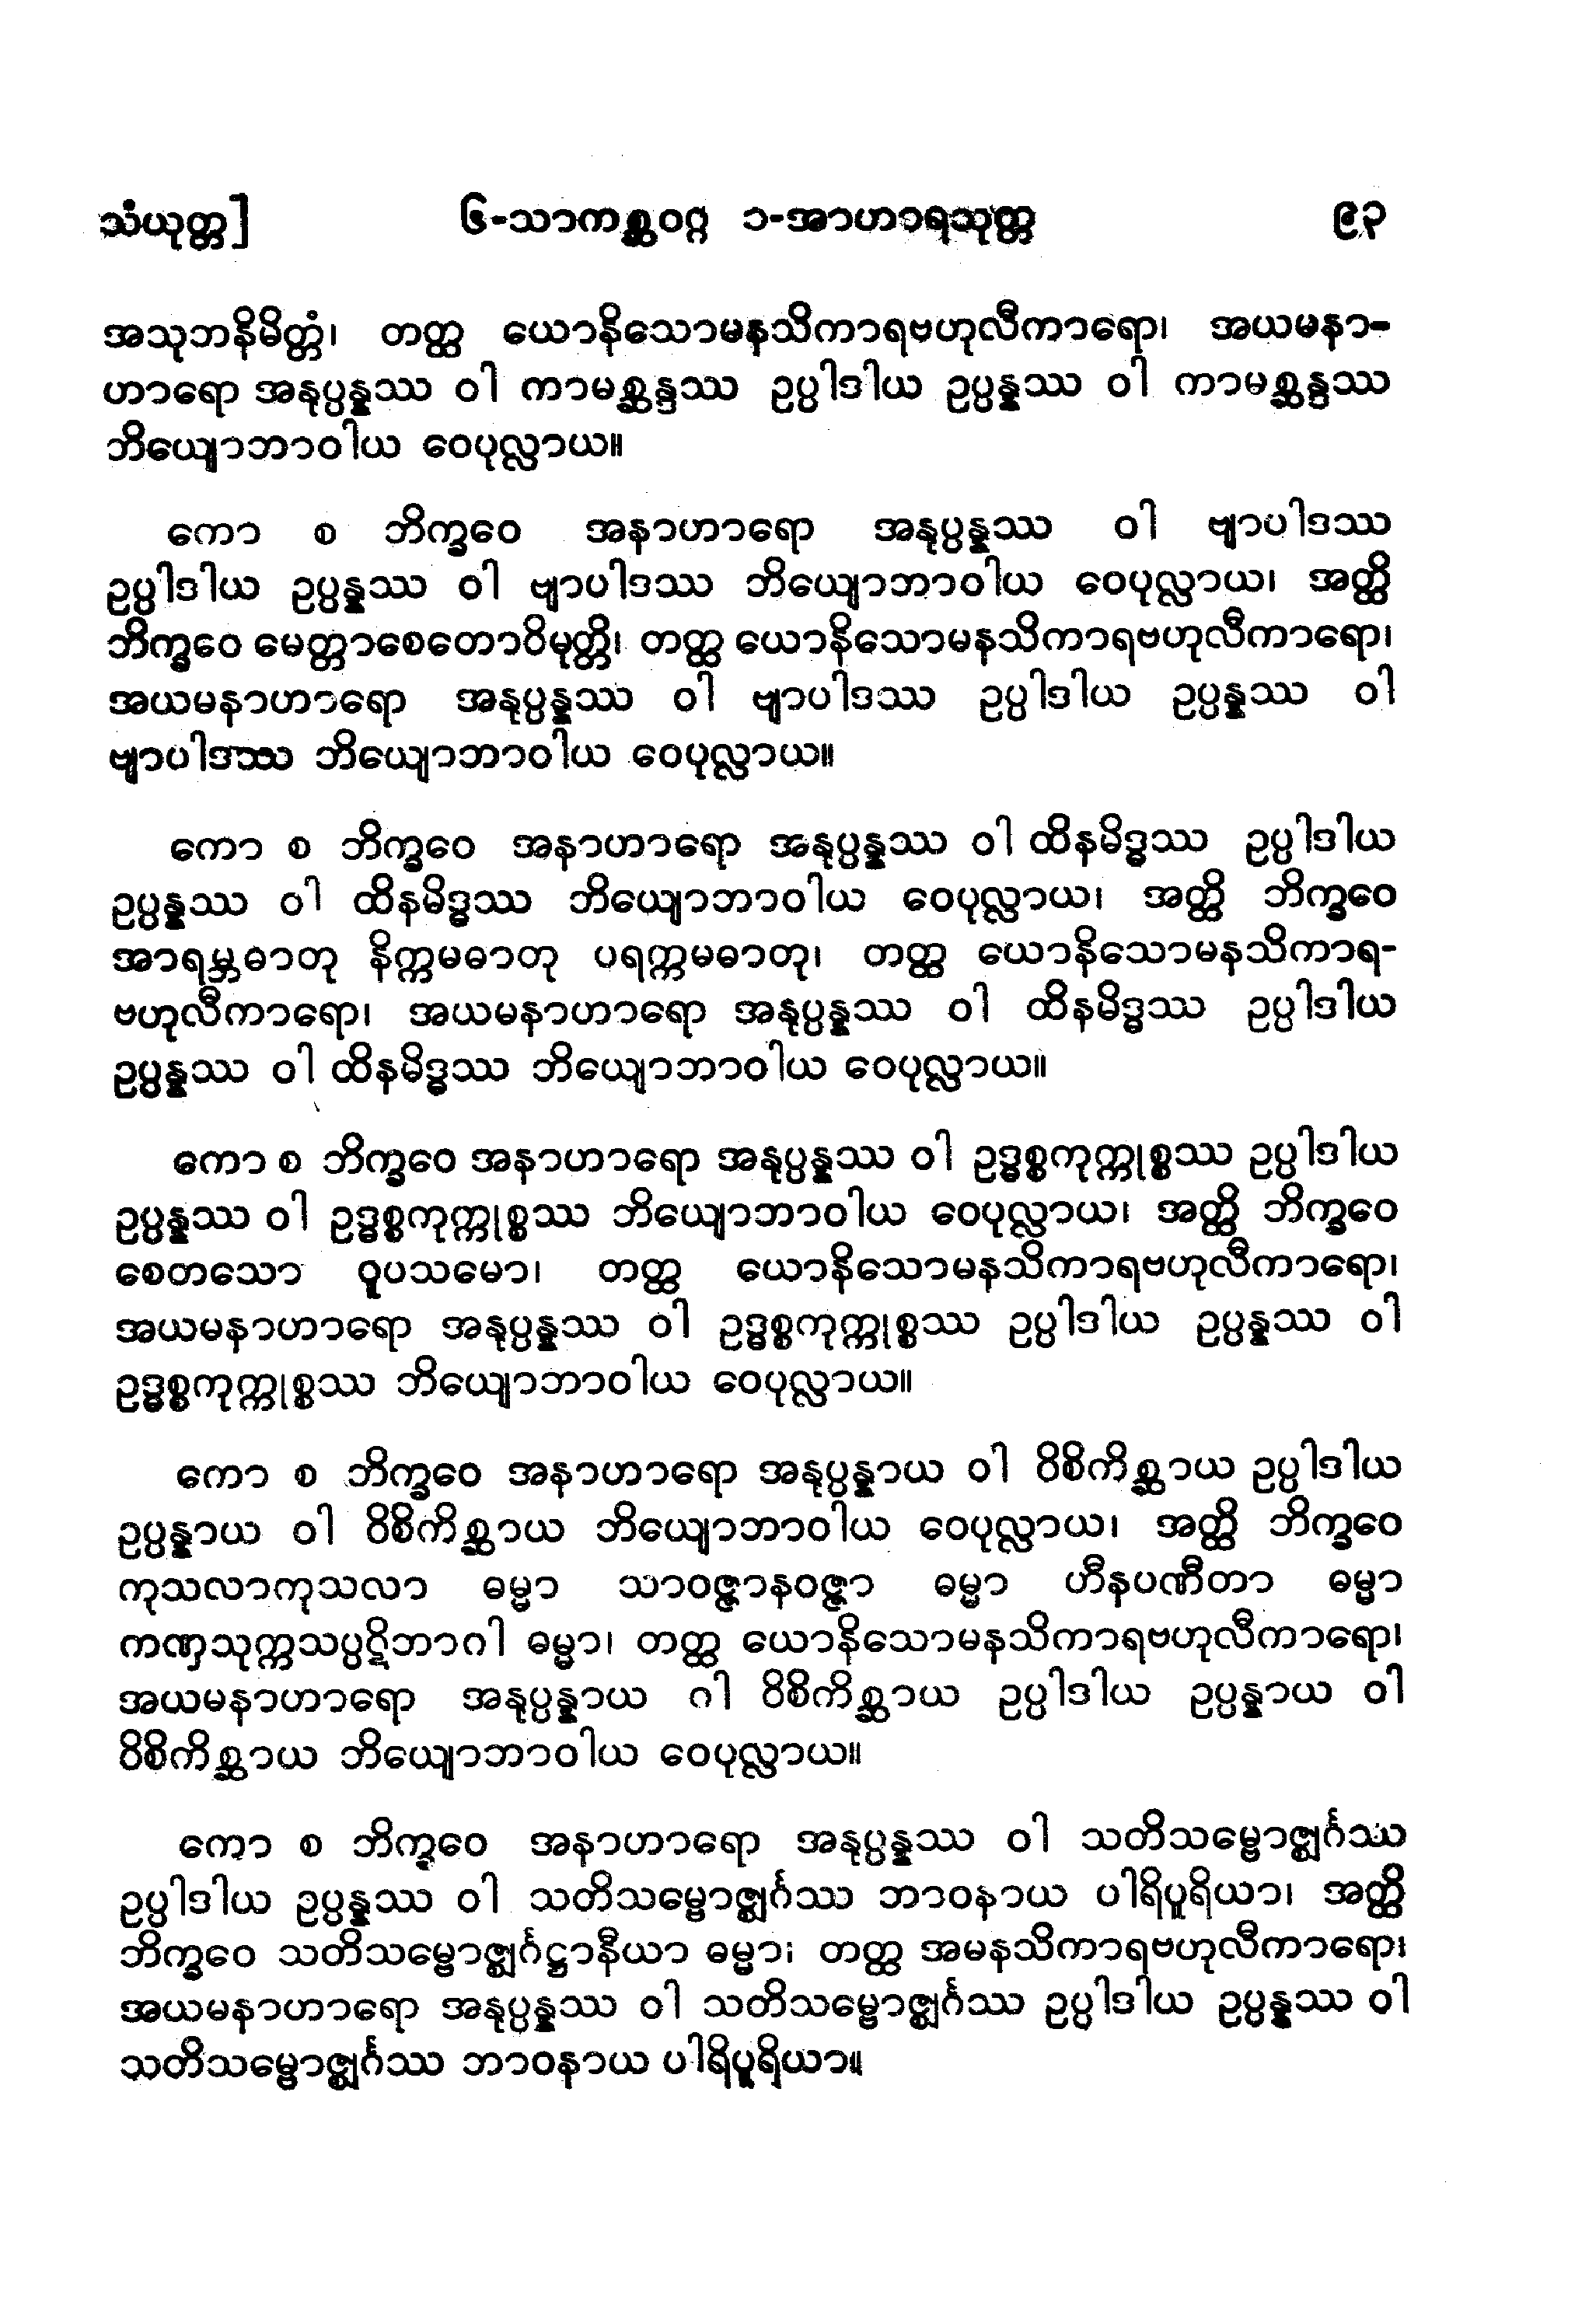 သံယုတ္တ] ၆-သာကစ္ဆဝဂ္ဂ ၁-အာဟာရသုတ္တ ၉၃
အသုဘနိမိတ္တံ၊ တတ္ထ ယောနိသောမနသိကာရဗဟုလီကာရော၊ အယမနာ-
ဟာရော အနုပ္ပန္နဿ ဝါ ကာမစ္ဆန္ဒဿ ဥပ္ပါဒါယ ဥပ္ပန္နဿ ဝါ ကာမစ္ဆန္ဒဿ
ဘိယျောဘာဝါယ ဝေပုလ္လာယ။
ကော စ ဘိက္ခဝေ အနာဟာရော အနုပ္ပန္နဿ ဝါ ဗျာပါဒဿ
ဥပ္ပါဒါယ ဥပ္ပန္နဿ ဝါ ဗျာပါဒဿ ဘိယျောဘာဝါယ ဝေပုလ္လာယ၊ အတ္ထိ
ဘိက္ခဝေ မေတ္တာစေတောဝိမုတ္တိ၊ တတ္ထ ယောနိသောမနသိကာရဗဟုလီကာရော၊
အယမနာဟာရော အနုပ္ပန္နဿ ဝါ ဗျာပါဒဿ ဥပ္ပါဒါယ ဥပ္ပန္နဿ ဝါ
ဗျာပါဒဿ ဘိယျောဘာဝါယ ဝေပုလ္လာယ။
ကော စ ဘိက္ခဝေ အနာဟာရော အနုပ္ပန္နဿ ဝါ ထိနမိဒ္ဓဿ ဥပ္ပါဒါယ
ဥပ္ပန္နဿ ဝါ ထိနမိဒ္ဓဿ ဘိယျောဘာဝါယ ဝေပုလ္လာယ၊ အတ္ထိ ဘိက္ခဝေ
အာရမ္ဘဓာတု နိက္ကမဓာတု ပရက္ကမဓာတု၊ တတ္ထ ယောနိသောမနသိကာရ-
ဗဟုလီကာရော၊ အယမနာဟာရော အနုပ္ပန္နဿ ဝါ ထိနမိဒ္ဓဿ ဥပ္ပါဒါယ
ဥပ္ပန္နဿ ဝါ ထိနမိဒ္ဓဿ ဘိယျောဘာဝါယ ဝေပုလ္လာယ။
ကော စ ဘိက္ခဝေ အနာဟာရော အနုပ္ပန္နဿ ဝါ ဥဒ္ဓစ္စကုက္ကုစ္စဿ ဥပ္ပါဒါယ
ဥပ္ပန္နဿ ဝါ ဥဒ္ဓစ္စကုက္ကုစ္စဿ ဘိယျောဘာဝါယ ဝေပုလ္လာယ၊ အတ္ထိ ဘိက္ခဝေ
စေတသော ဝူပသမော၊ တတ္ထ ယောနိသောမနသိကာရဗဟုလီကာရော၊
အယမနာဟာရော အနုပ္ပန္နဿ ဝါ ဥဒ္ဓစ္စကုက္ကုစ္စဿ ဥပ္ပါဒါယ ဥပ္ပန္နဿ ဝါ
ဥဒ္ဓစ္စကုက္ကုစ္စဿ ဘိယျောဘာဝါယ ဝေပုလ္လာယ။
ကော စ ဘိက္ခဝေ အနာဟာရော အနုပ္ပန္နာယ ဝါ ဝိစိကိစ္ဆာယ ဥပ္ပါဒါယ
ဥပ္ပန္နာယ ဝါ ဝိစိကိစ္ဆာယ ဘိယျောဘာဝါယ ဝေပုလ္လာယ၊ အတ္ထိ ဘိက္ခဝေ
ကုသလာကုသလာ ဓမ္မာ သာဝဇ္ဇာနဝဇ္ဇာ ဓမ္မာ ဟီနပဏီတာ ဓမ္မာ
ကဏှသုက္ကသပ္ပဋိဘာဂါ ဓမ္မာ၊ တတ္ထ ယောနိသောမနသိကာရဗဟုလီကာရော၊
အယမနာဟာရော အနုပ္ပန္နာယ ဂါ ဝိစိကိစ္ဆာယ ဥပ္ပါဒါယ ဥပ္ပန္နာယ ဝါ
ဝိစိကိစ္ဆာယ ဘိယျောဘာဝါယ ဝေပုလ္လာယ။
ကော စ ဘိက္ခဝေ အနာဟာရော အနုပ္ပန္နဿ ဝါ သတိသမ္ဗောဇ္ဈင်္ဂဿ
ဥပ္ပါဒါယ ဥပ္ပန္နဿ ဝါ သတိသမ္ဗောဇ္ဈင်္ဂဿ ဘာဝနာယ ပါရိပူရိယာ၊ အတ္ထိ
ဘိက္ခဝေ သတိသမ္ဗောဇ္ဈင်္ဂဋ္ဌာနီယာ ဓမ္မာ၊ တတ္ထ အမနသိကာရဗဟုလီကာရော၊
အယမနာဟာရော အနုပ္ပန္နဿ ဝါ သတိသမ္ဗောဇ္ဈင်္ဂဿ ဥပ္ပါဒါယ ဥပ္ပန္နဿ ဝါ
သတိသမ္ဗောဇ္ဈင်္ဂဿ ဘာဝနာယ ပါရိပူရိယာ။